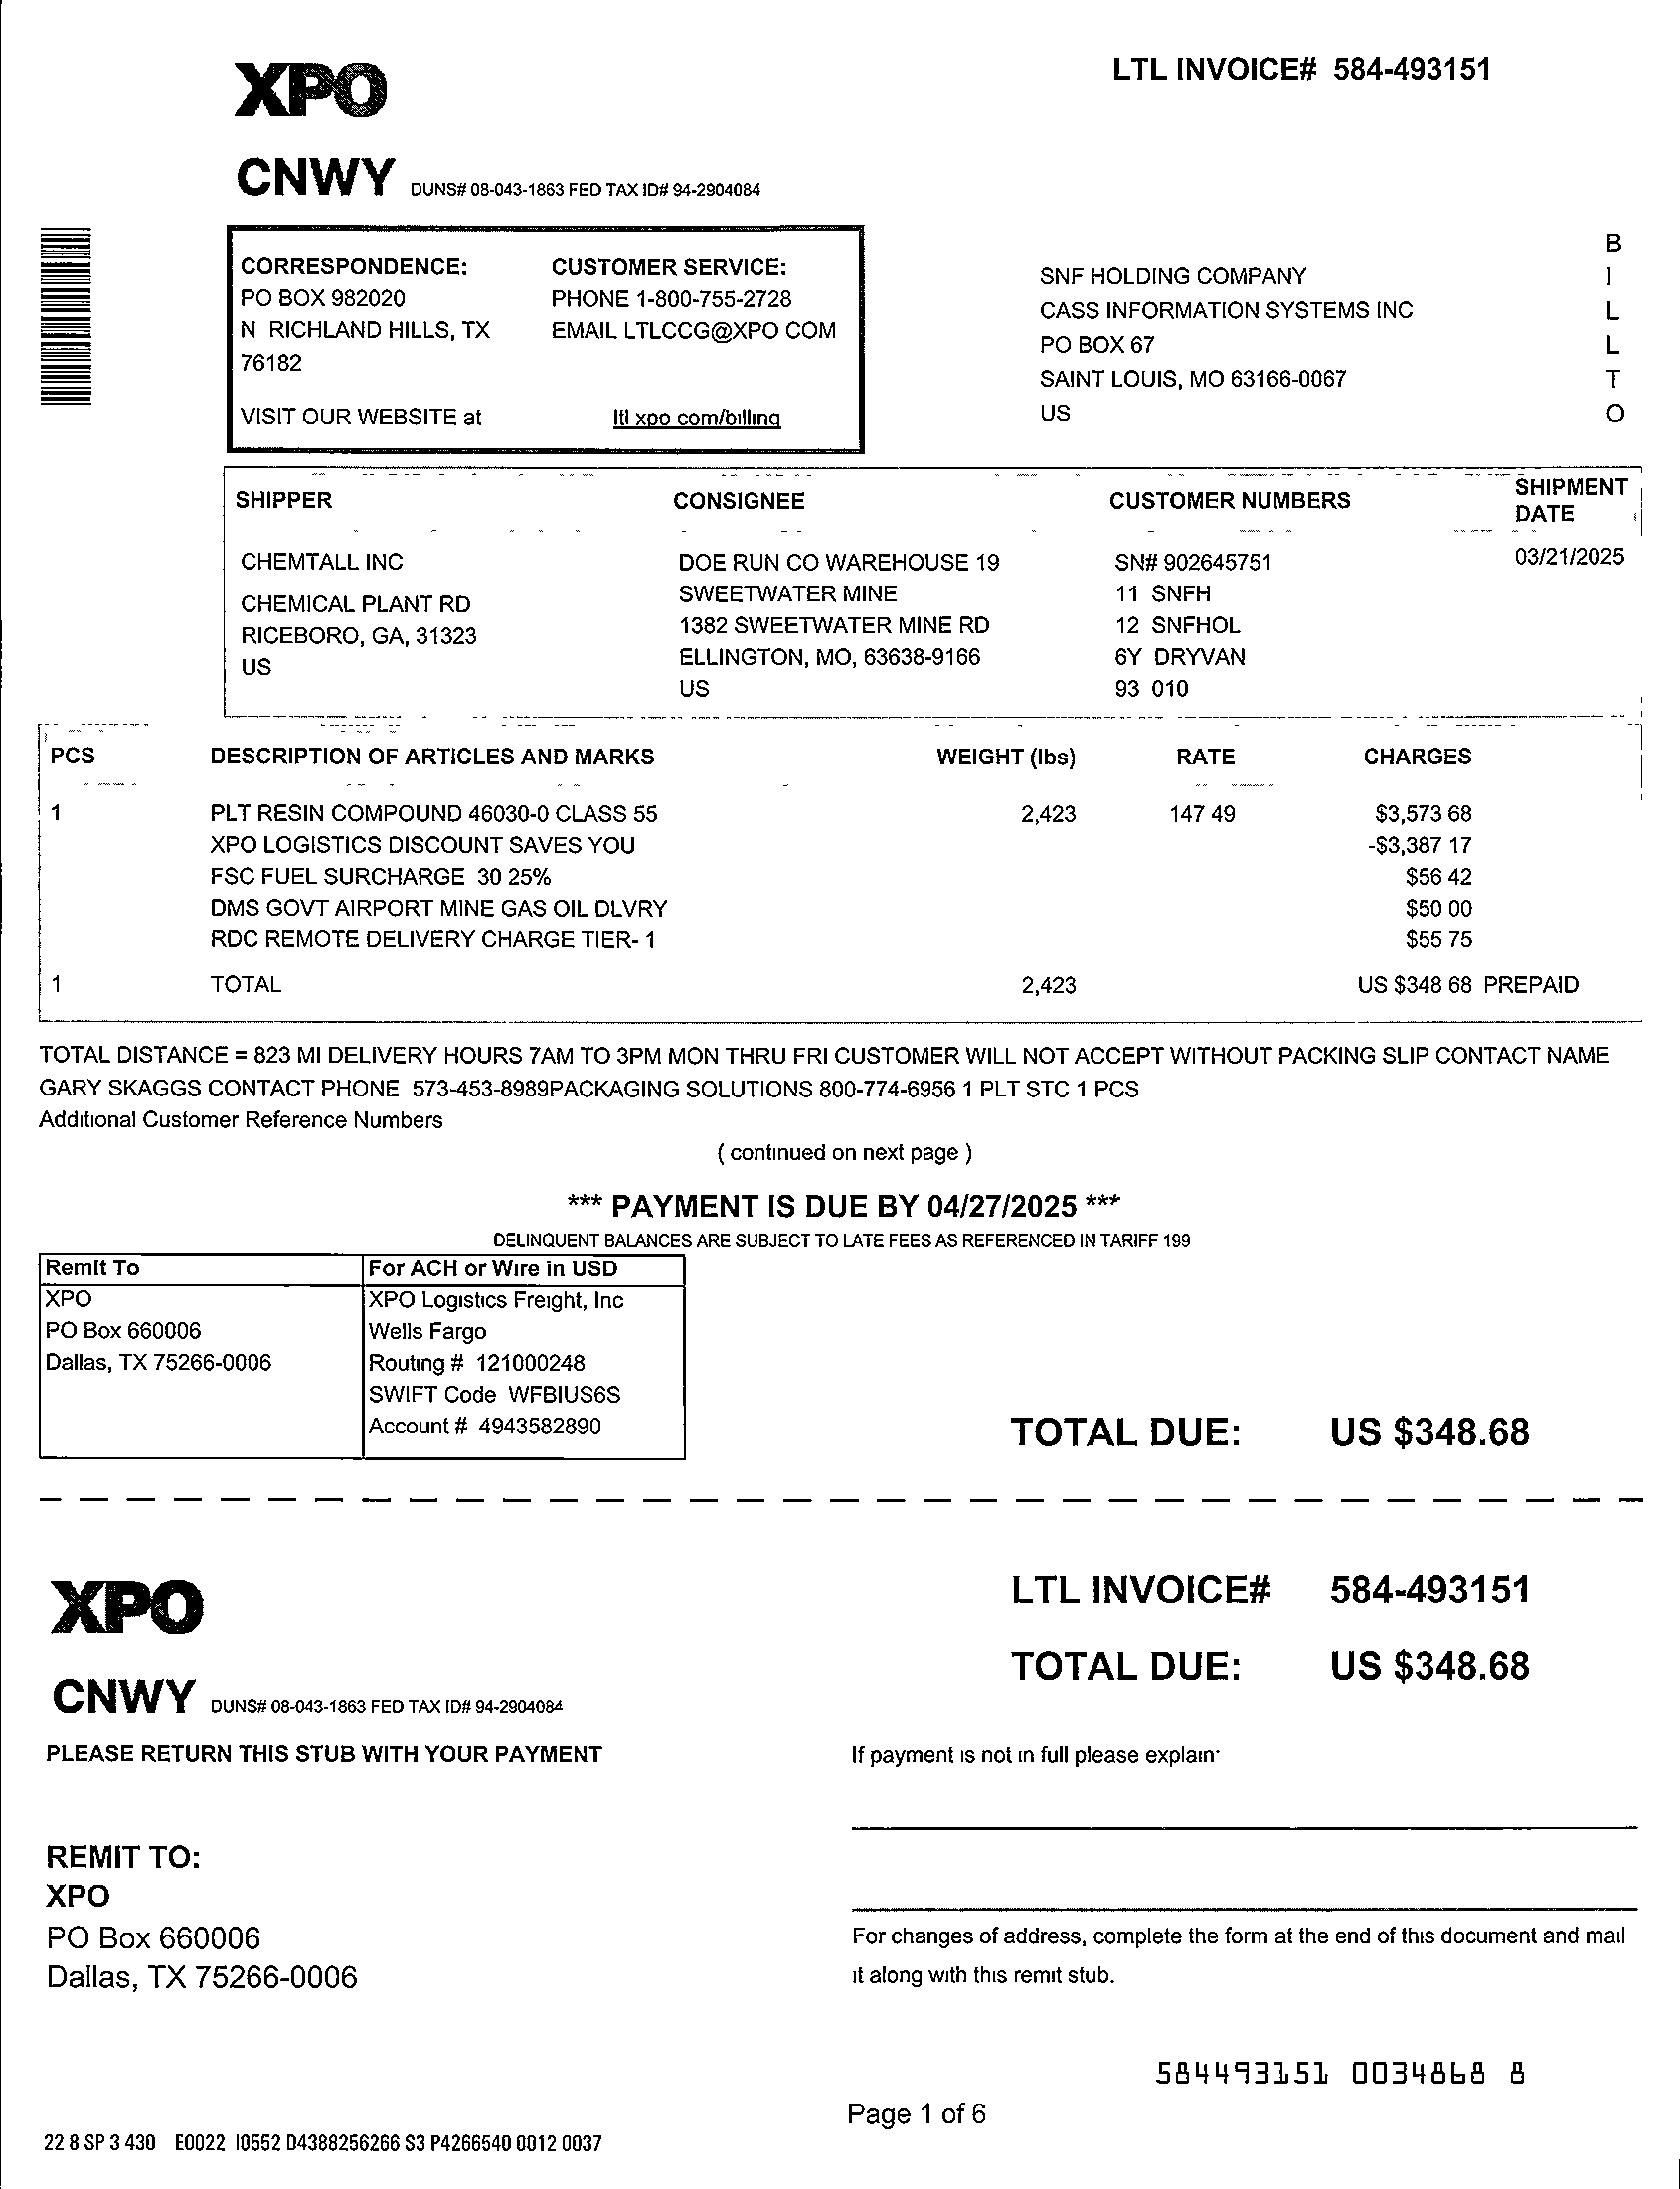 XPO
LTL INVOICE# 584-493151
CNWY DUNS# 08-043-1863 FED TAX ID# 94-2904084
CORRESPONDENCE:
PO BOX 982020
N RICHLAND HILLS, TX
76182
CUSTOMER SERVICE:
PHONE 1-800-755-2728
EMAIL LTLCCG@XPO COM
VISIT OUR WEBSITE at ltl xpo com/billing
SNF HOLDING COMPANY
CASS INFORMATION SYSTEMS INC
PO BOX 67
SAINT LOUIS, MO 63166-0067
US
B
I
L
L
T
O
SHIPPER CONSIGNEE CUSTOMER NUMBERS SHIPMENT
DATE
CHEMTALL INC
CHEMICAL PLANT RD
RICEBORO, GA, 31323
US
DOE RUN CO WAREHOUSE 19
SWEETWATER MINE
1382 SWEETWATER MINE RD
ELLINGTON, MO, 63638-9166
US
SN# 902645751
11 SNFH
12 SNFHOL
6Y DRYVAN
93 010
03/21/2025
PCS DESCRIPTION OF ARTICLES AND MARKS WEIGHT (lbs) RATE CHARGES
1 PLT RESIN COMPOUND 46030-0 CLASS 55 2,423 147 49 $3,573 68
XPO LOGISTICS DISCOUNT SAVES YOU -$3,387 17
FSC FUEL SURCHARGE 30 25% $56 42
DMS GOVT AIRPORT MINE GAS OIL DLVRY $50 00
RDC REMOTE DELIVERY CHARGE TIER- 1 $55 75
1 TOTAL 2,423 US $348 68 PREPAID
TOTAL DISTANCE = 823 MI DELIVERY HOURS 7AM TO 3PM MON THRU FRI CUSTOMER WILL NOT ACCEPT WITHOUT PACKING SLIP CONTACT NAME
GARY SKAGGS CONTACT PHONE 573-453-8989PACKAGING SOLUTIONS 800-774-6956 1 PLT STC 1 PCS
Additional Customer Reference Numbers
( continued on next page )
*** PAYMENT IS DUE BY 04/27/2025 ***
DELINQUENT BALANCES ARE SUBJECT TO LATE FEES AS REFERENCED IN TARIFF 199
Remit To
XPO
PO Box 660006
Dallas, TX 75266-0006
For ACH or Wire in USD
XPO Logistics Freight, Inc
Wells Fargo
Routing # 121000248
SWIFT Code WFBIUS6S
Account # 4943582890
TOTAL DUE: US $348.68
XPO
CNWY DUNS# 08-043-1863 FED TAX ID# 94-2904084
LTL INVOICE# 584-493151
TOTAL DUE: US $348.68
PLEASE RETURN THIS STUB WITH YOUR PAYMENT
If payment is not in full please explain:
REMIT TO:
XPO
PO Box 660006
Dallas, TX 75266-0006
For changes of address, complete the form at the end of this document and mail
it along with this remit stub.
584493151 0034868 8
Page 1 of 6
22 8 SP 3 430 E0022 I0552 D4388256266 S3 P4266540 0012 0037